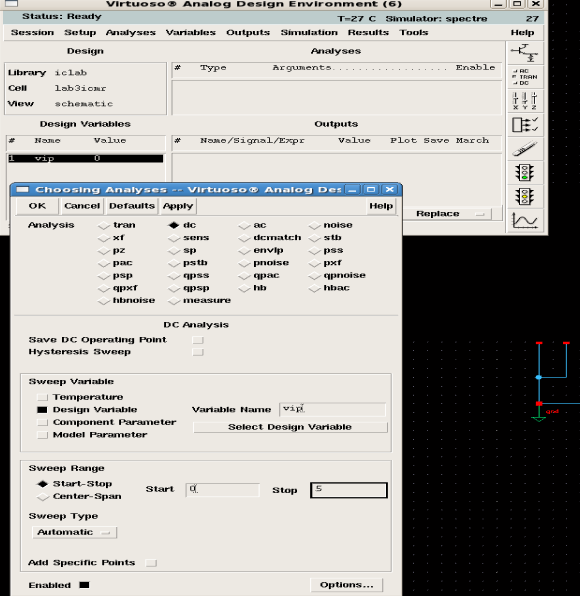 Virtuoso® Analog Design Environment (6)
Status: Ready
T=27 C Simulator: spectre 27
Session Setup Analyses Variables Outputs Simulation Results Tools Help
Design
Analyses
Library iclab
Cell lab3icmr
View schematic
# Type Arguments..................... Enable
AC
TRAN
DC
Design Variables
Outputs
X Y Z
# Name Value
# Name/Signal/Expr Value Plot Save March
1 vip 0
Choosing Analyses -- Virtuoso® Analog Des
OK Cancel Defaults Apply Help
Replace
Analysis tran dc ac noise
xf sens dcmatch stb
pz sp envlp pss
pac pstb pnoise pxf
psp qpss qpac qpnoise
qpxf qpsp hb hbac
hbnoise measure
DC Analysis
Save DC Operating Point
Hysteresis Sweep
Sweep Variable
Temperature
Design Variable Variable Name vip
Component Parameter Select Design Variable
Model Parameter
gnd
Sweep Range
Start-Stop Start 0 Stop 5
Center-Span
Sweep Type
Automatic
Add Specific Points
Enabled Options...